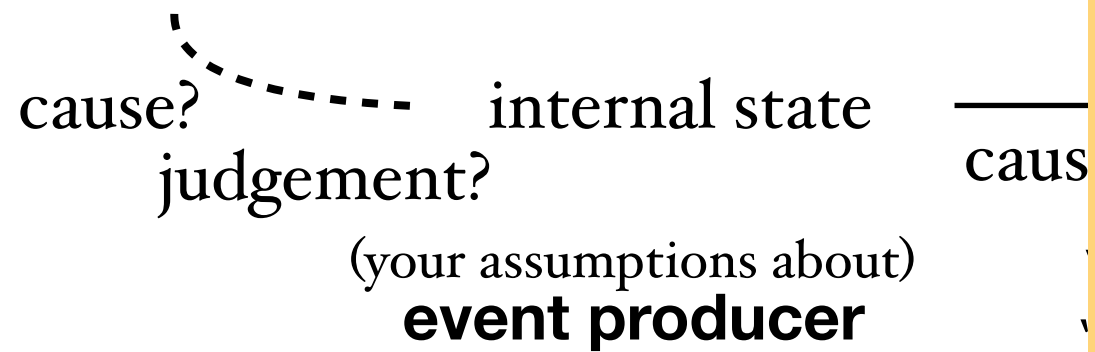 cause? internal state
judgement? caus
(your assumptions about)
event producer